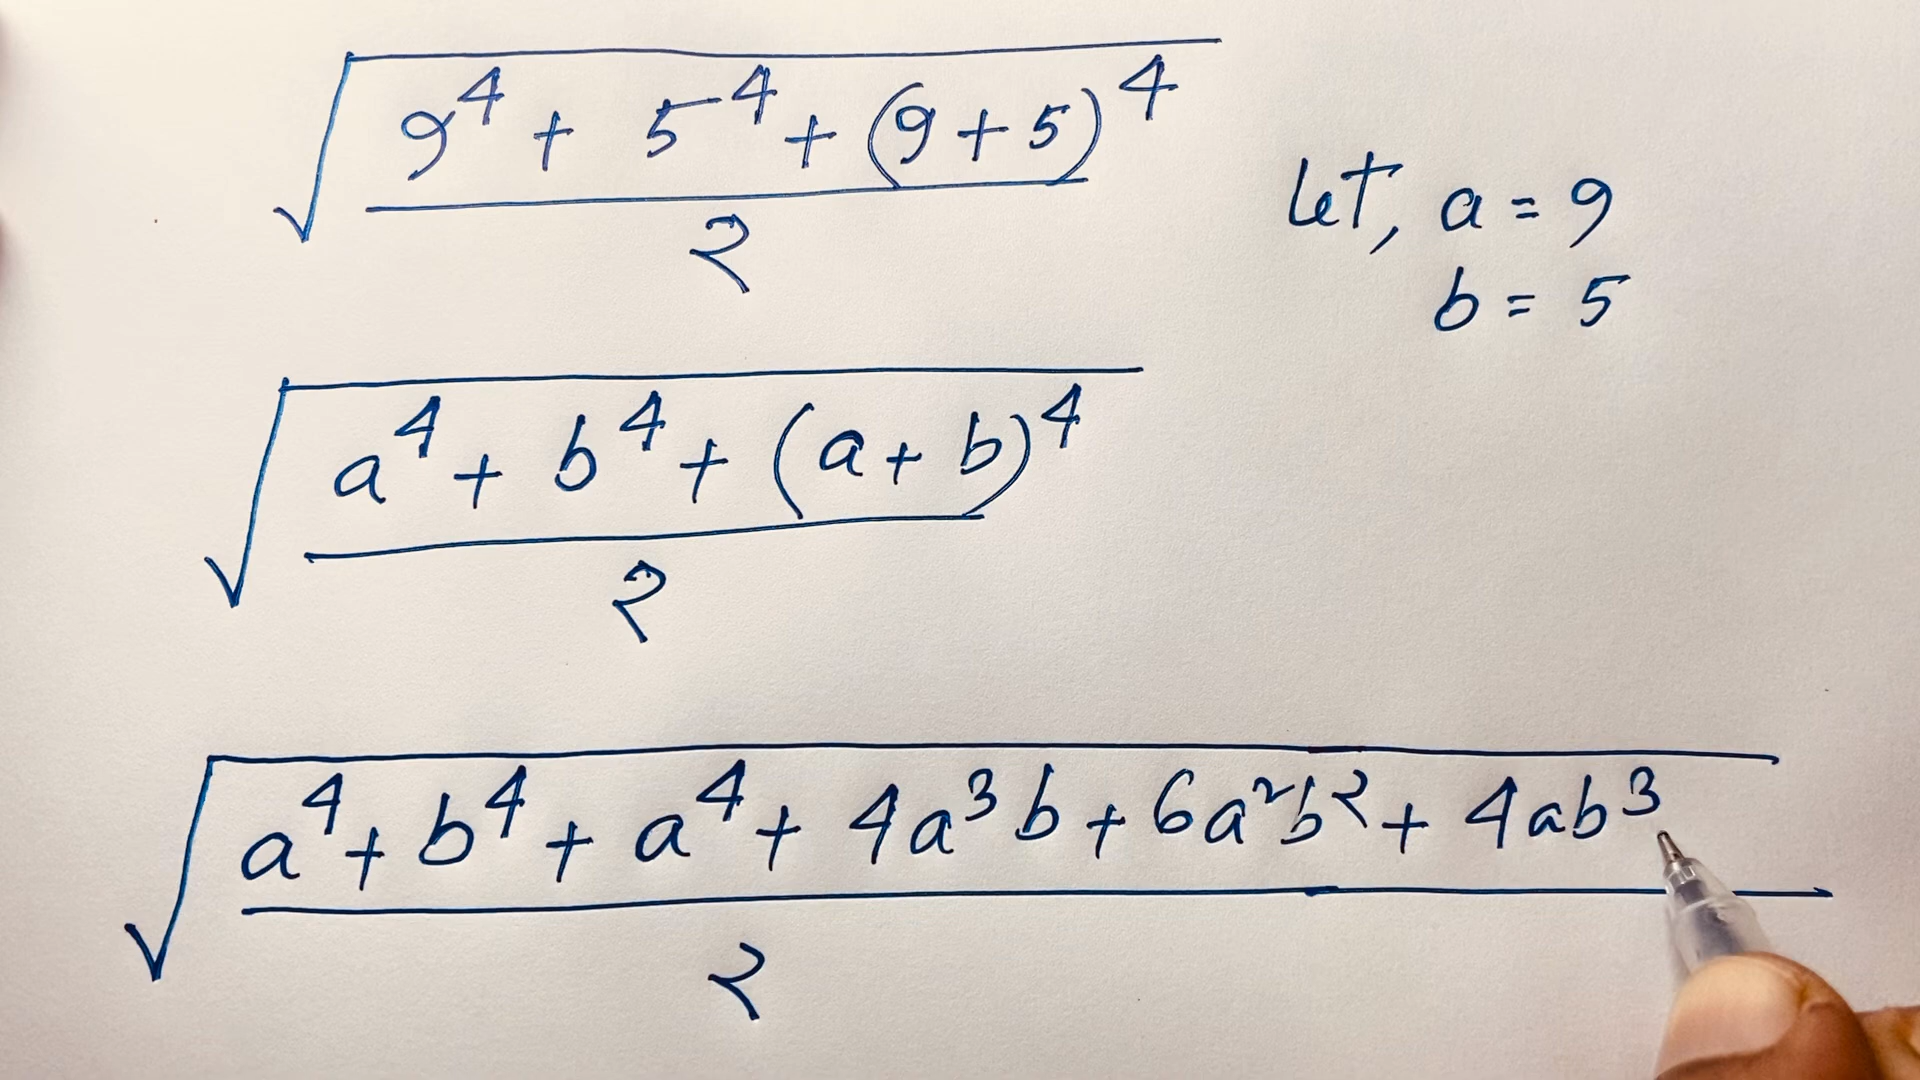 √((9⁴ + 5⁴ + (9 + 5)⁴) / 2)
Let, a = 9
b = 5
√((a⁴ + b⁴ + (a + b)⁴) / 2)
√((a⁴ + b⁴ + a⁴ + 4a³b + 6a²b² + 4ab³) / 2)